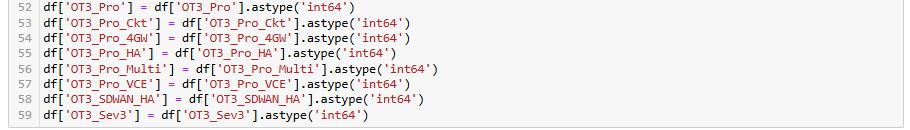 52 df['OT3_Pro'] = df['OT3_Pro'].astype('int64')
53 df['OT3_Pro_Ckt'] = df['OT3_Pro_Ckt'].astype('int64')
54 df['OT3_Pro_4GW'] = df['OT3_Pro_4GW'].astype('int64')
55 df['OT3_Pro_HA'] = df['OT3_Pro_HA'].astype('int64')
56 df['OT3_Pro_Multi'] = df['OT3_Pro_Multi'].astype('int64')
57 df['OT3_Pro_VCE'] = df['OT3_Pro_VCE'].astype('int64')
58 df['OT3_SDWAN_HA'] = df['OT3_SDWAN_HA'].astype('int64')
59 df['OT3_Sev3'] = df['OT3_Sev3'].astype('int64')